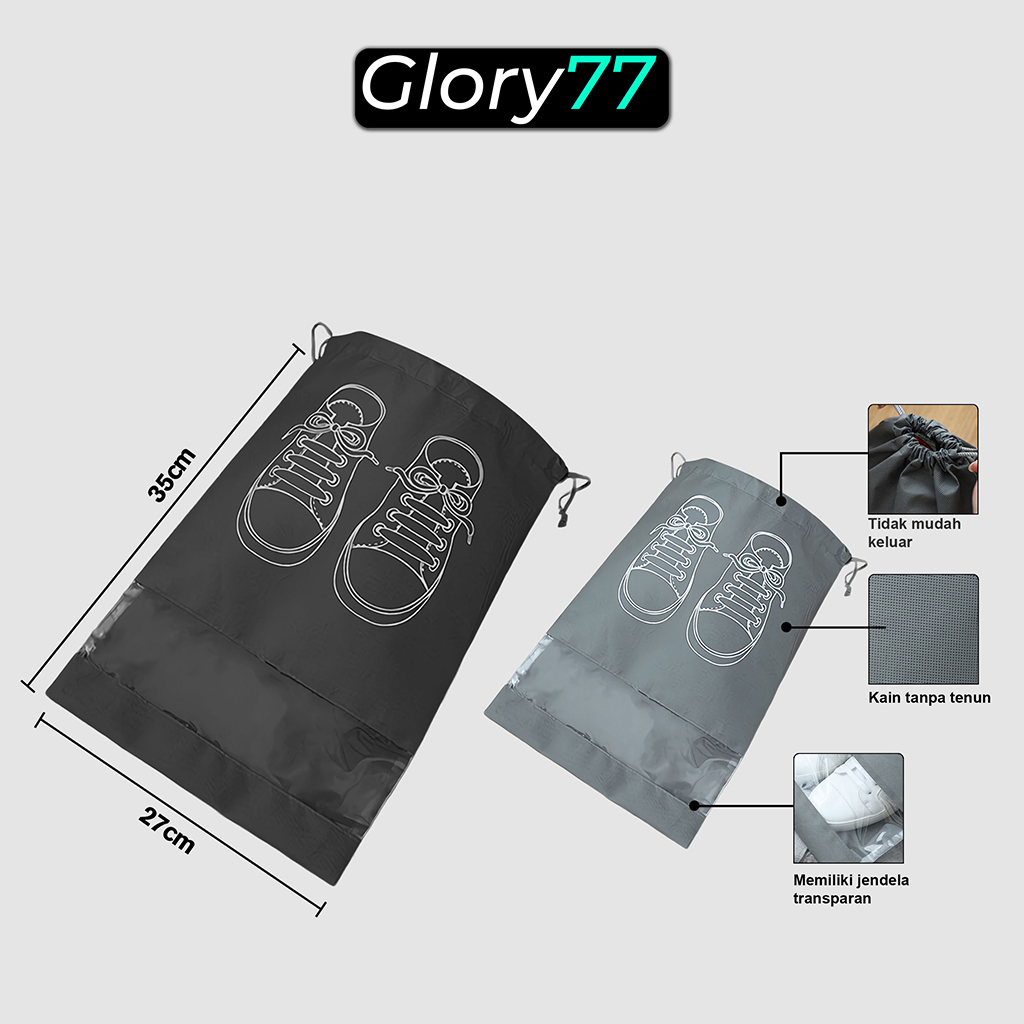 Glory77
35cm
27cm
Tidak mudah
keluar
Kain tanpa tenun
Memiliki jendela
transparan